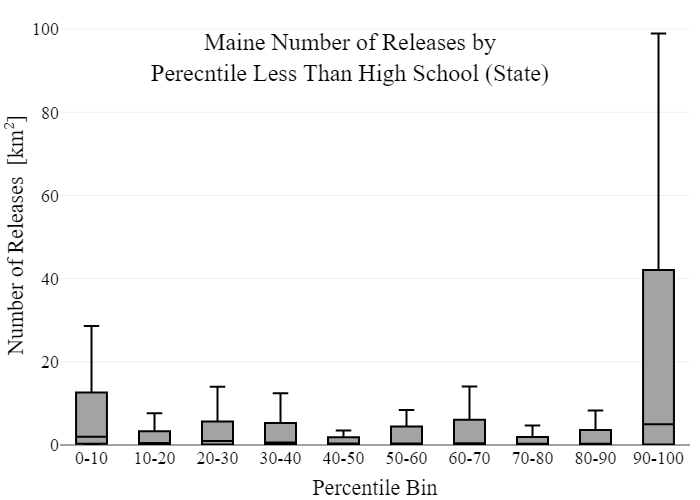 Maine Number of Releases by
Perecntile Less Than High School (State)
Number of Releases [km²]
100
80
60
40
20
0
0-10 10-20 20-30 30-40 40-50 50-60 60-70 70-80 80-90 90-100
Percentile Bin